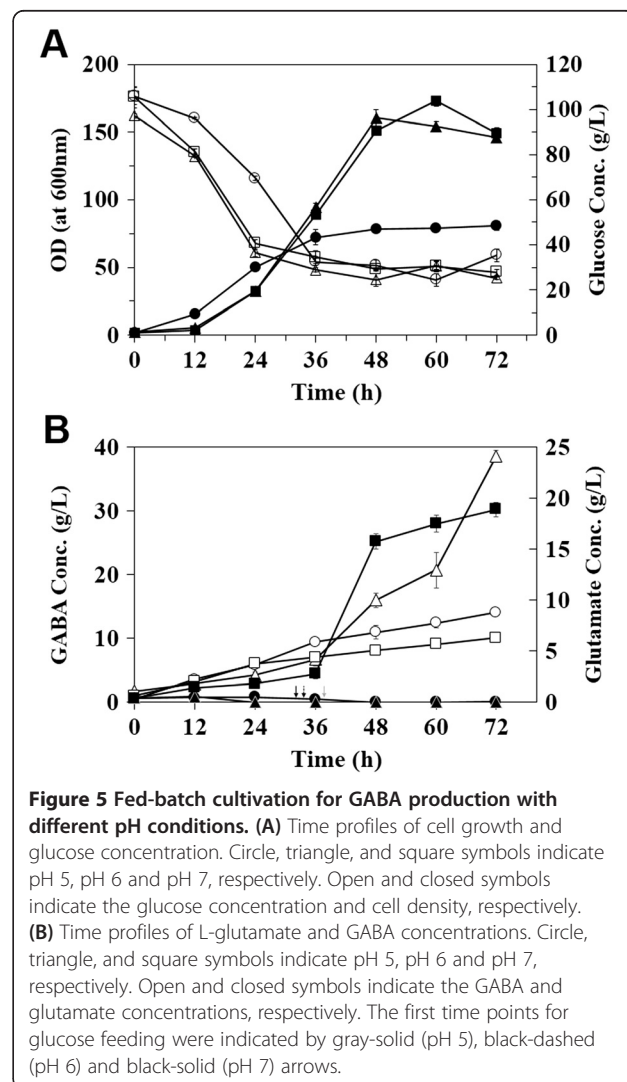 A
200
150
100
50
0
OD (at 600nm)
120
100
80
60
40
20
0
Glucose Conc. (g/L)
0 12 24 36 48 60 72
Time (h)
B
40
30
20
10
0
GABA Conc. (g/L)
25
20
15
10
5
0
Glutamate Conc. (g/L)
0 12 24 36 48 60 72
Time (h)
Figure 5 Fed-batch cultivation for GABA production with
different pH conditions. (A) Time profiles of cell growth and
glucose concentration. Circle, triangle, and square symbols indicate
pH 5, pH 6 and pH 7, respectively. Open and closed symbols
indicate the glucose concentration and cell density, respectively.
(B) Time profiles of L-glutamate and GABA concentrations. Circle,
triangle, and square symbols indicate pH 5, pH 6 and pH 7,
respectively. Open and closed symbols indicate the GABA and
glutamate concentrations, respectively. The first time points for
glucose feeding were indicated by gray-solid (pH 5), black-dashed
(pH 6) and black-solid (pH 7) arrows.